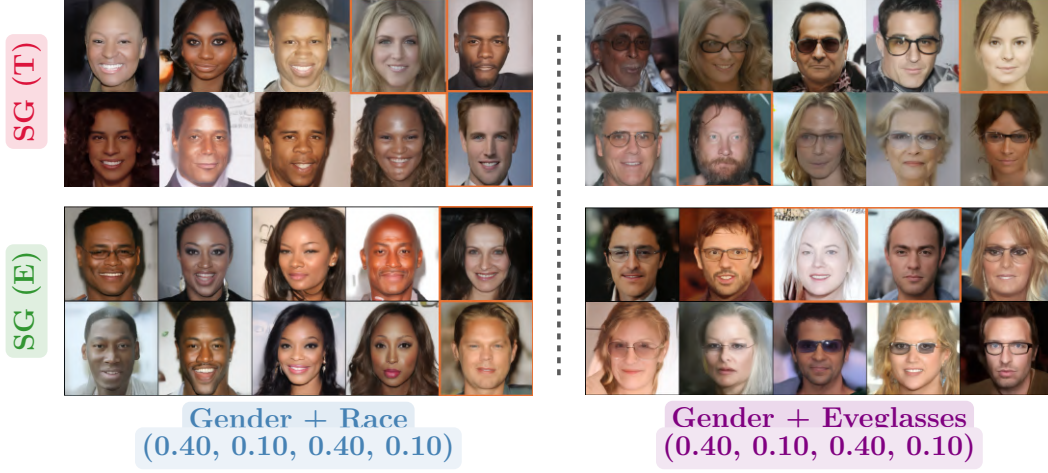 SG (T)
SG (E)
Gender + Race
(0.40, 0.10, 0.40, 0.10)
Gender + Eyeglasses
(0.40, 0.10, 0.40, 0.10)